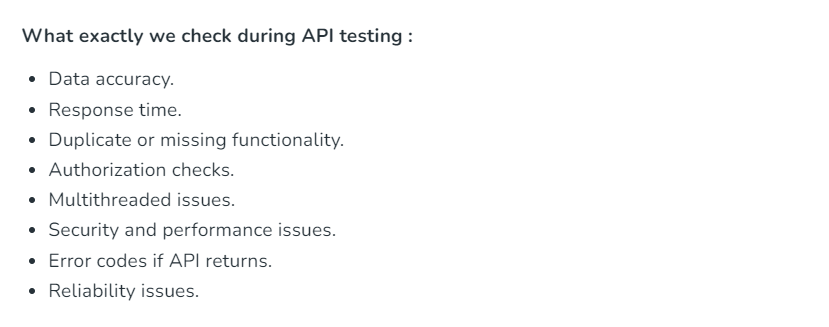 What exactly we check during API testing :
• Data accuracy.
• Response time.
• Duplicate or missing functionality.
• Authorization checks.
• Multithreaded issues.
• Security and performance issues.
• Error codes if API returns.
• Reliability issues.